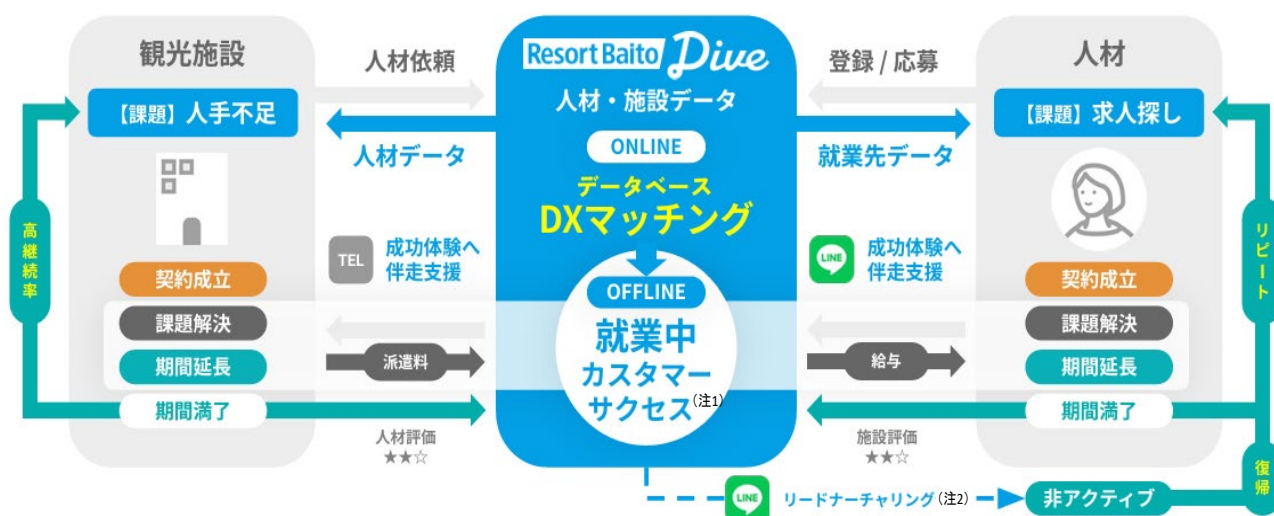 観光施設
【課題】人手不足
高継続率
契約成立
課題解決
期間延長
期間満了
人材依頼
人材データ
TEL
成功体験へ
伴走支援
派遣料
人材評価
★★☆
Resort Baito Dive
人材・施設データ
ONLINE
データベース
DXマッチング
OFFLINE
就業中
カスタマー
サクセス(注1)
登録 / 応募
就業先データ
LINE
成功体験へ
伴走支援
給与
施設評価
★★☆
人材
【課題】求人探し
契約成立
課題解決
期間延長
期間満了
リピート
復帰
LINE
リードナーチャリング(注2)
非アクティブ